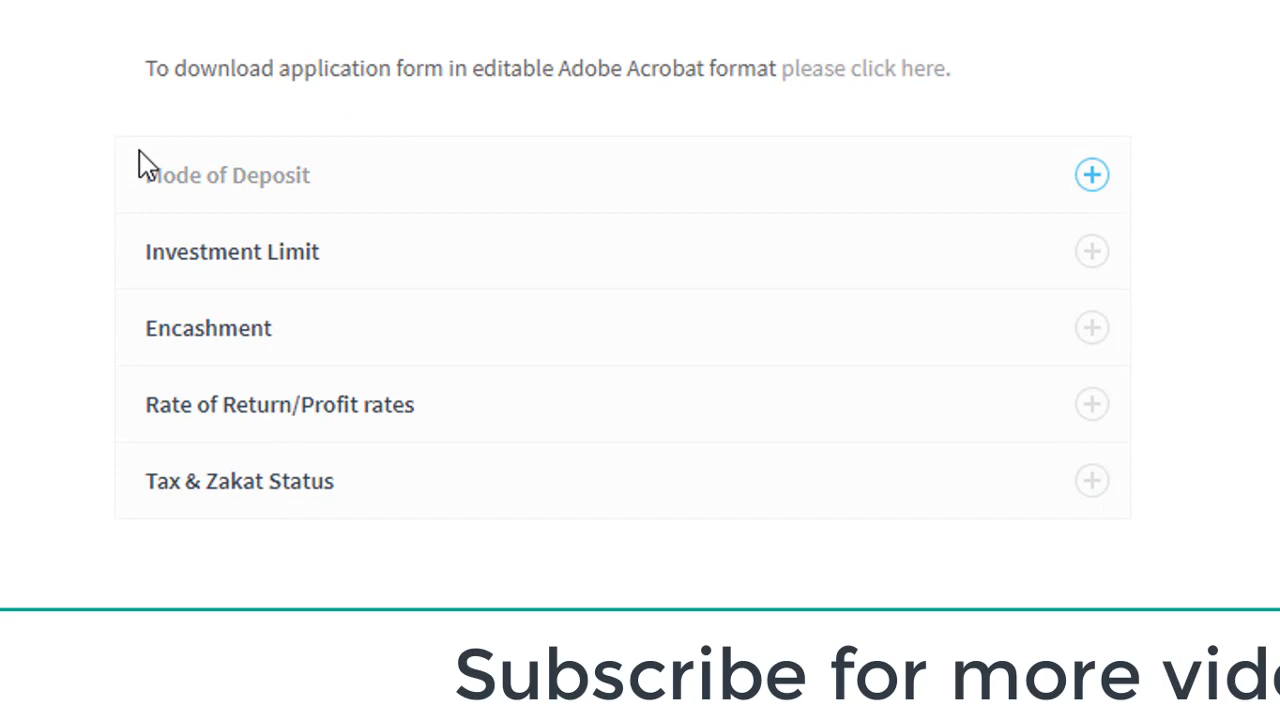 To download application form in editable Adobe Acrobat format please click here.
Mode of Deposit
Investment Limit
Encashment
Rate of Return/Profit rates
Tax & Zakat Status
Subscribe for more vid